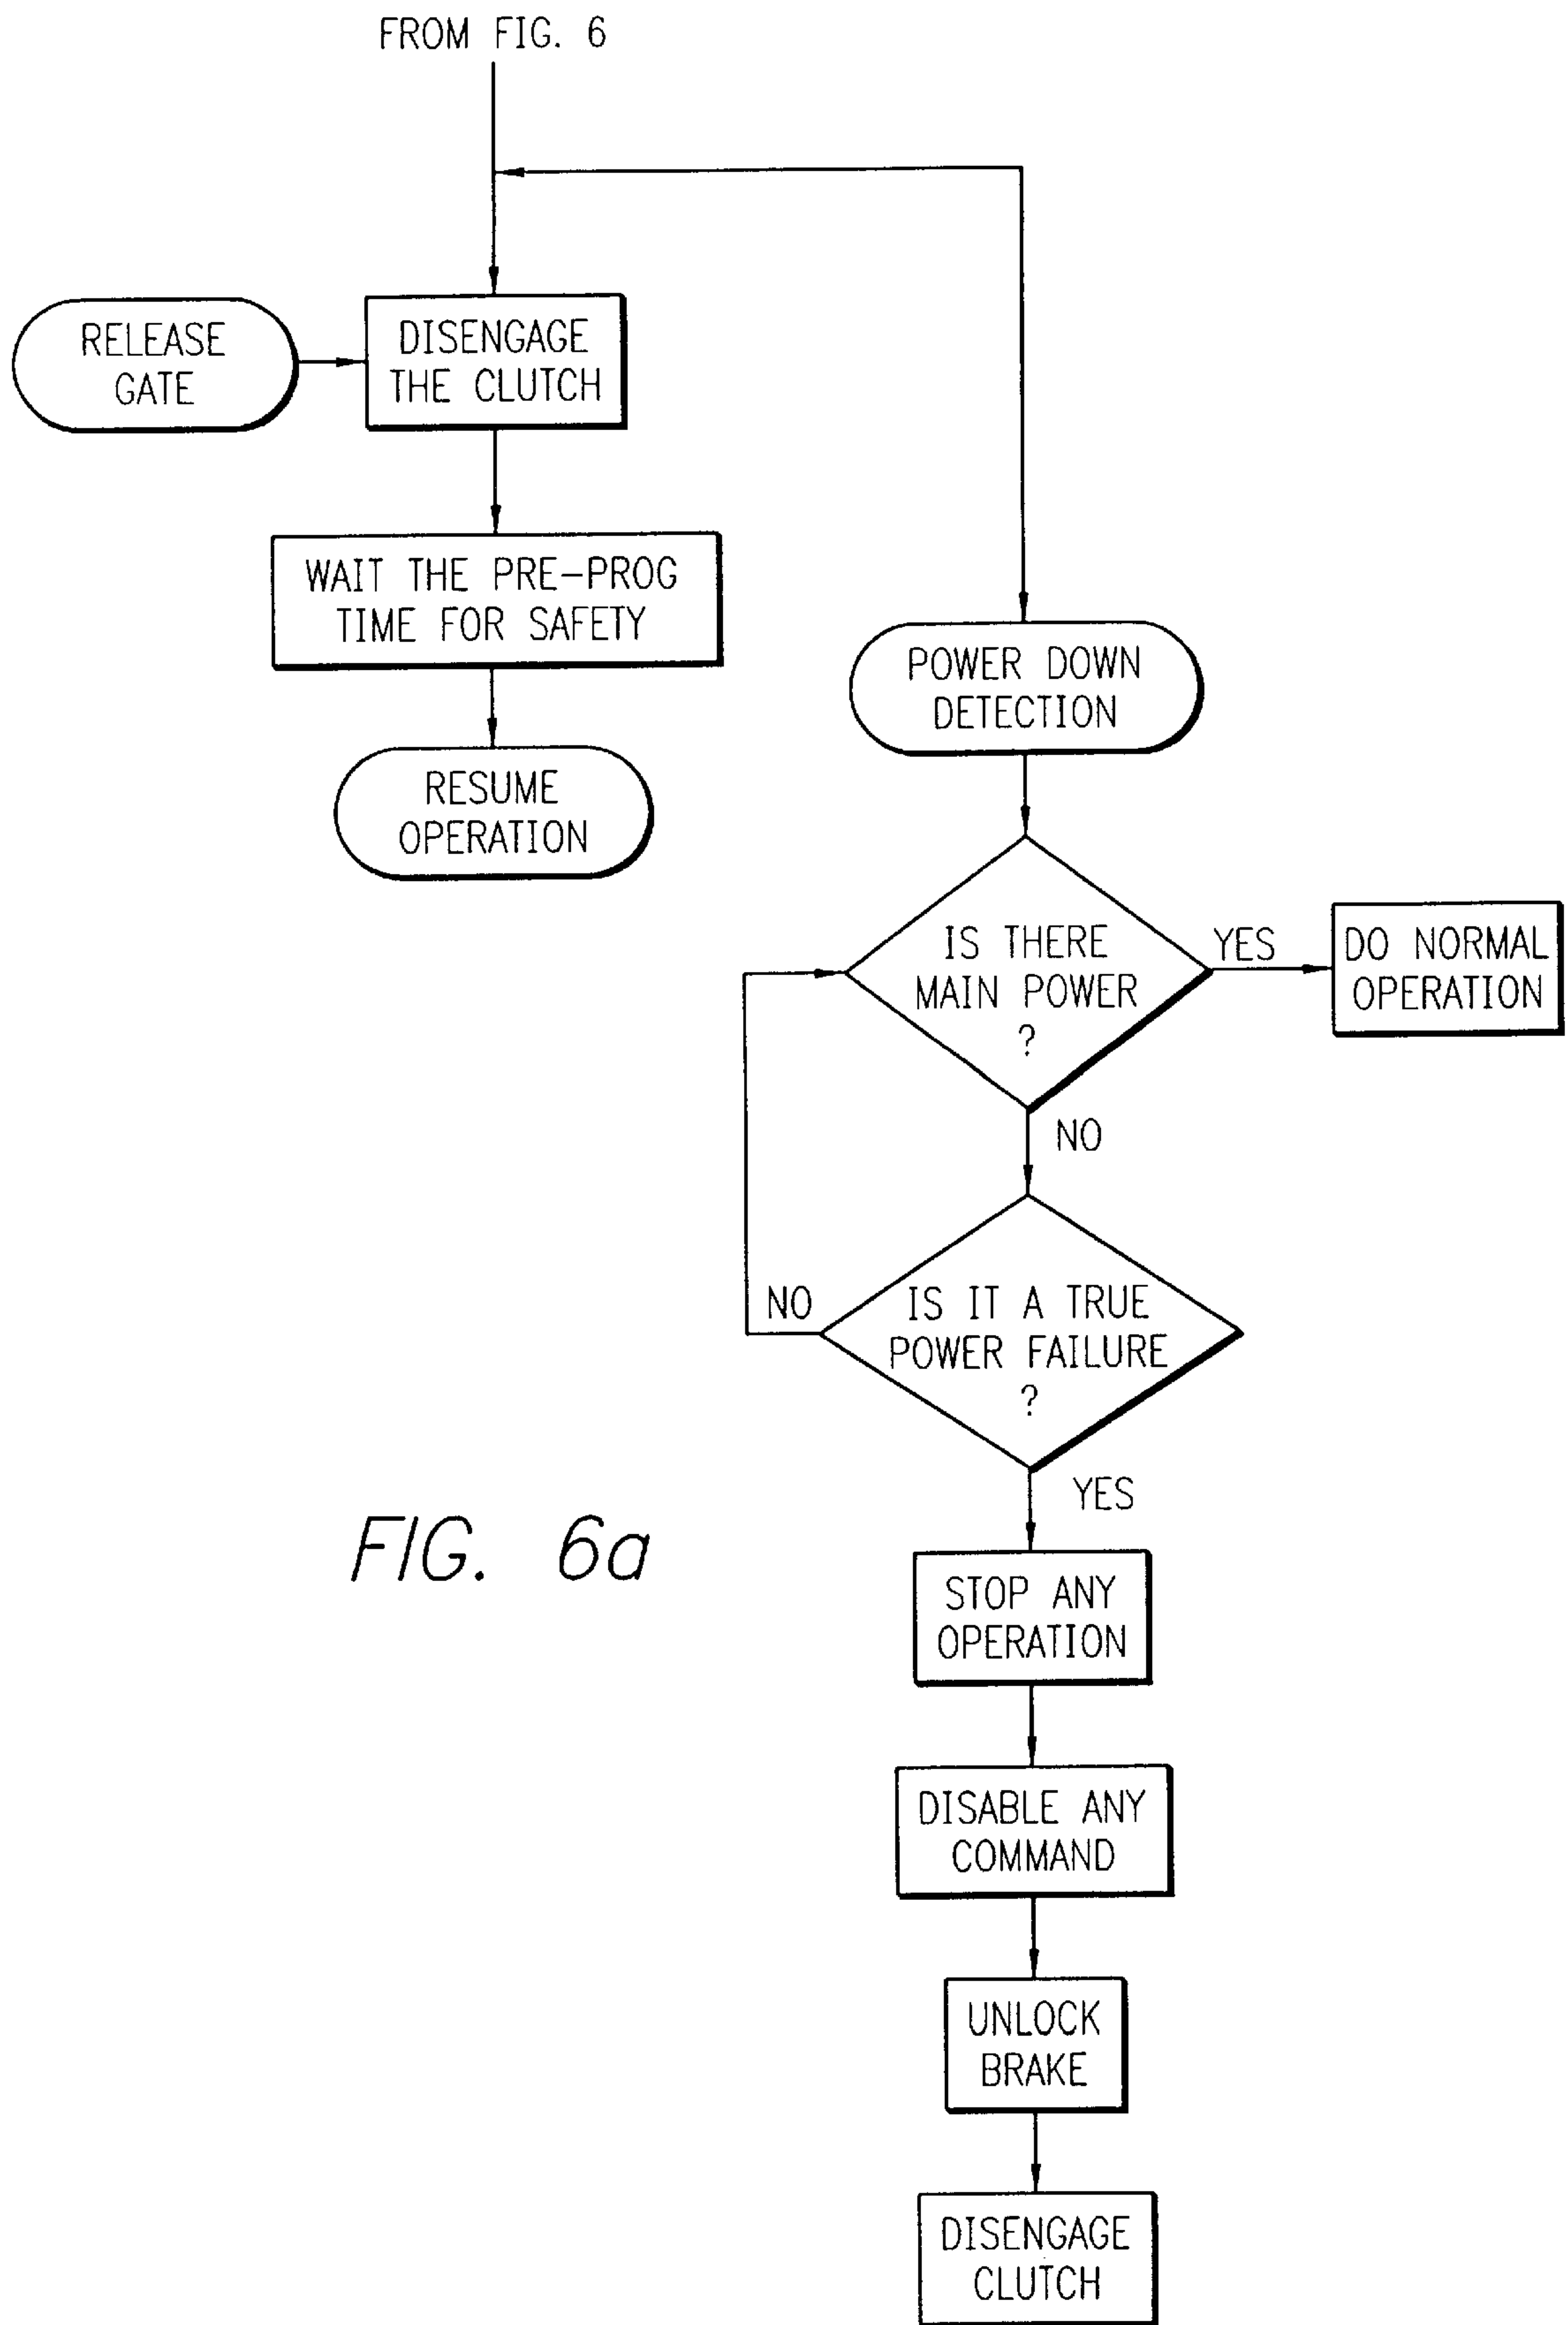 FROM FIG. 6
RELEASE
GATE
DISENGAGE
THE CLUTCH
WAIT THE PRE-PROG
TIME FOR SAFETY
RESUME
OPERATION
POWER DOWN
DETECTION
IS THERE
MAIN POWER
?
YES
DO NORMAL
OPERATION
NO
IS IT A TRUE
POWER FAILURE
?
NO
YES
STOP ANY
OPERATION
DISABLE ANY
COMMAND
UNLOCK
BRAKE
DISENGAGE
CLUTCH
FIG. 6a